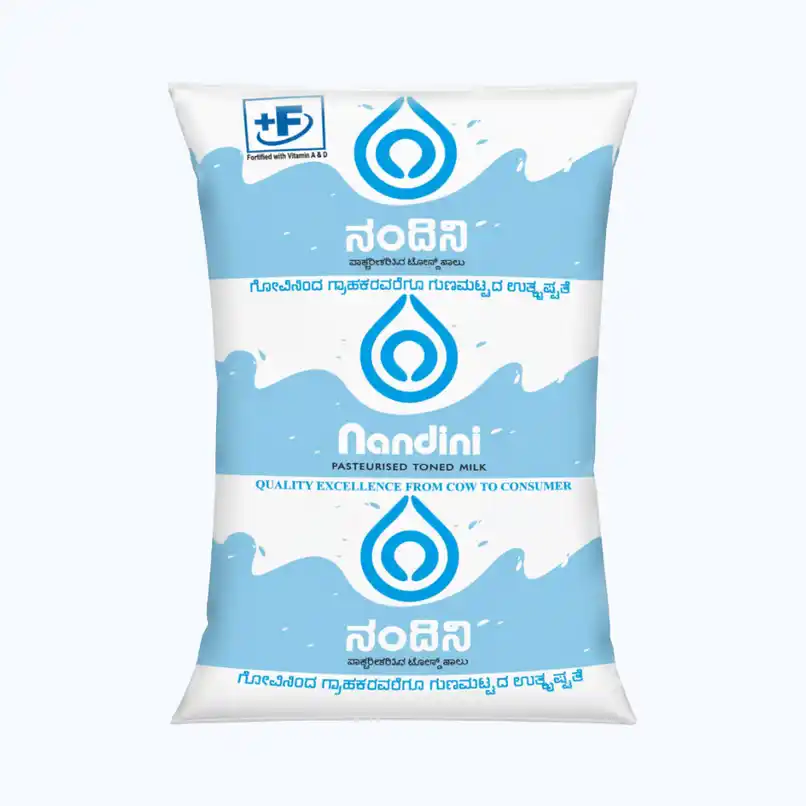 +F
Fortified with Vitamin A & D
ನಂದಿನಿ
ಪಾಶ್ಚರೀಕರಿಸಿದ ಟೋನ್ಡ್ ಹಾಲು
ಗೋವಿನಿಂದ ಗ್ರಾಹಕರವರೆಗೂ ಗುಣಮಟ್ಟದ ಉತ್ಕೃಷ್ಟತೆ
Nandini
PASTEURISED TONED MILK
QUALITY EXCELLENCE FROM COW TO CONSUMER
ನಂದಿನಿ
ಪಾಶ್ಚರೀಕರಿಸಿದ ಟೋನ್ಡ್ ಹಾಲು
ಗೋವಿನಿಂದ ಗ್ರಾಹಕರವರೆಗೂ ಗುಣಮಟ್ಟದ ಉತ್ಕೃಷ್ಟತೆ